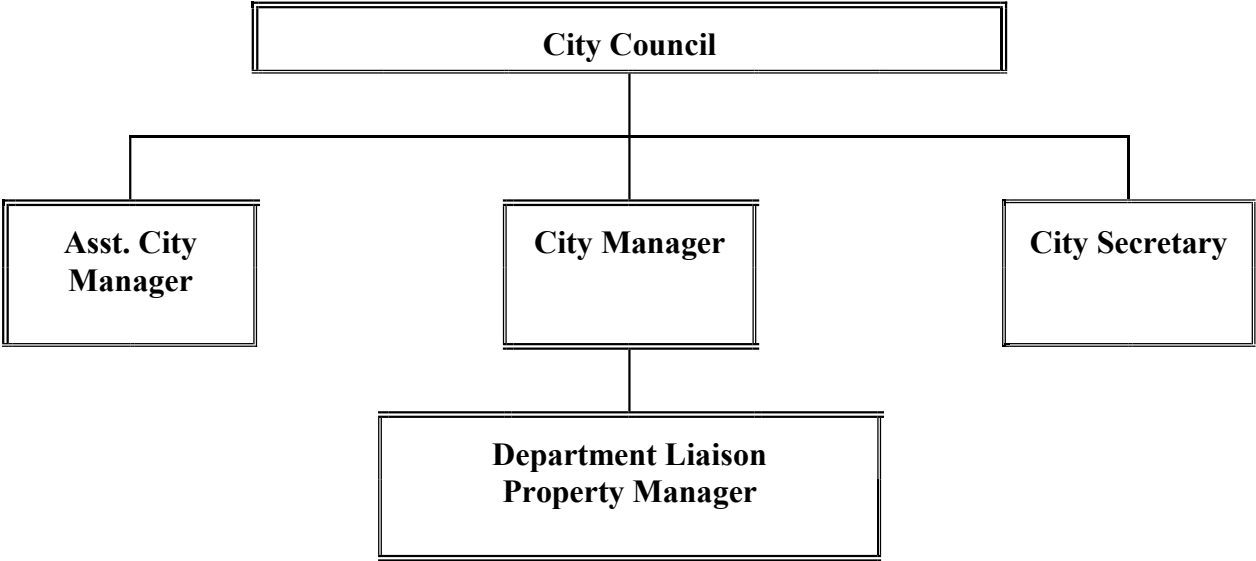 City Council
Asst. City
Manager
City Manager
City Secretary
Department Liaison
Property Manager